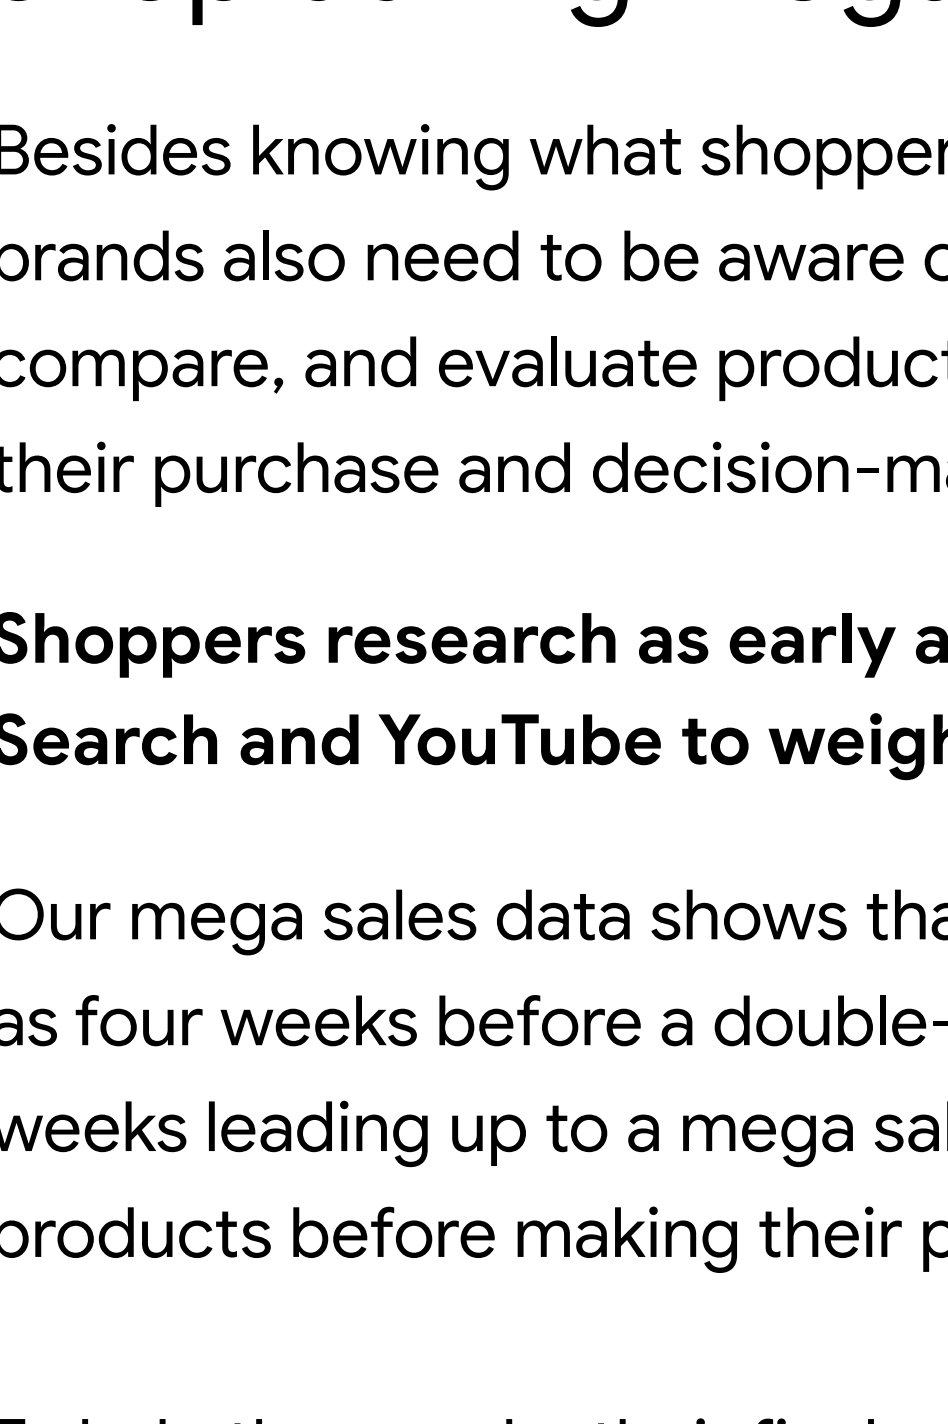 Besides knowing what shopper
brands also need to be aware
compare, and evaluate product
their purchase and decision-ma
Shoppers research as early a
Search and YouTube to weigh
Our mega sales data shows tha
as four weeks before a double-
weeks leading up to a mega sal
products before making their p